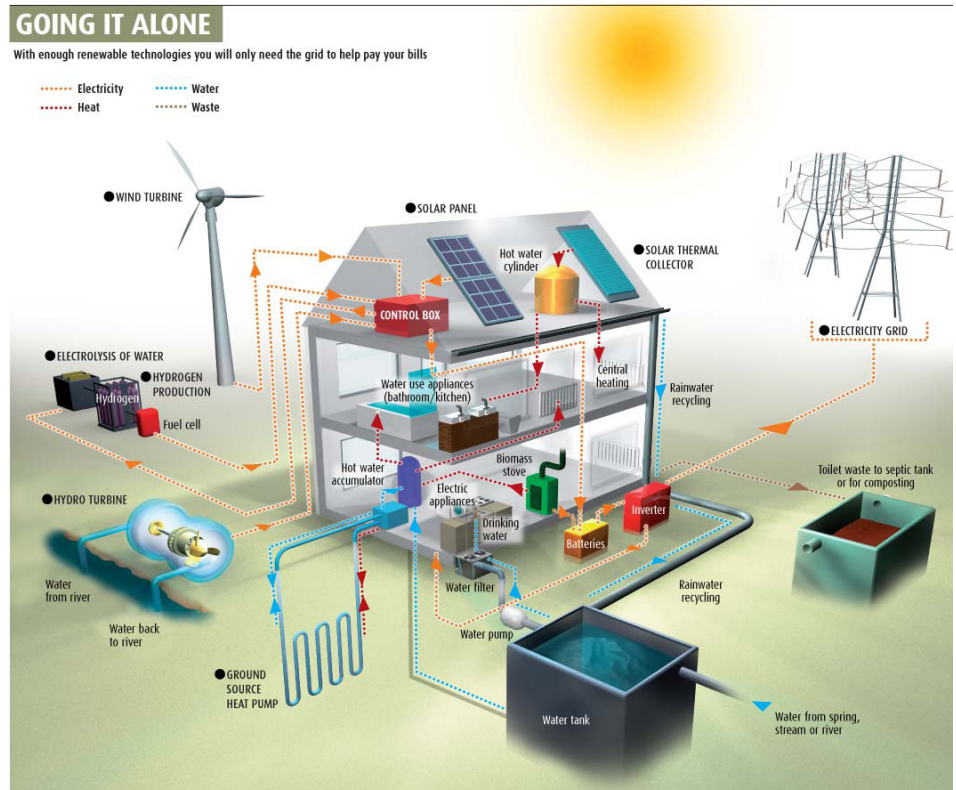 GOING IT ALONE
With enough renewable technologies you will only need the grid to help pay your bills
Electricity
Water
Heat
Waste
WIND TURBINE
SOLAR PANEL
Hot water
cylinder
SOLAR THERMAL
COLLECTOR
CONTROL BOX
ELECTRICITY GRID
ELECTROLYSIS OF WATER
HYDROGEN
PRODUCTION
Hydrogen
Fuel cell
Water use appliances
(bathroom/kitchen)
Central
heating
Rainwater
recycling
Hot water
accumulator
Biomass
stove
Toilet waste to septic tank
or for composting
HYDRO TURBINE
Electric
appliances
Drinking
water
Inverter
Batteries
Water
from river
Water filter
Rainwater
recycling
Water back
to river
Water pump
GROUND
SOURCE
HEAT PUMP
Water tank
Water from spring,
stream or river